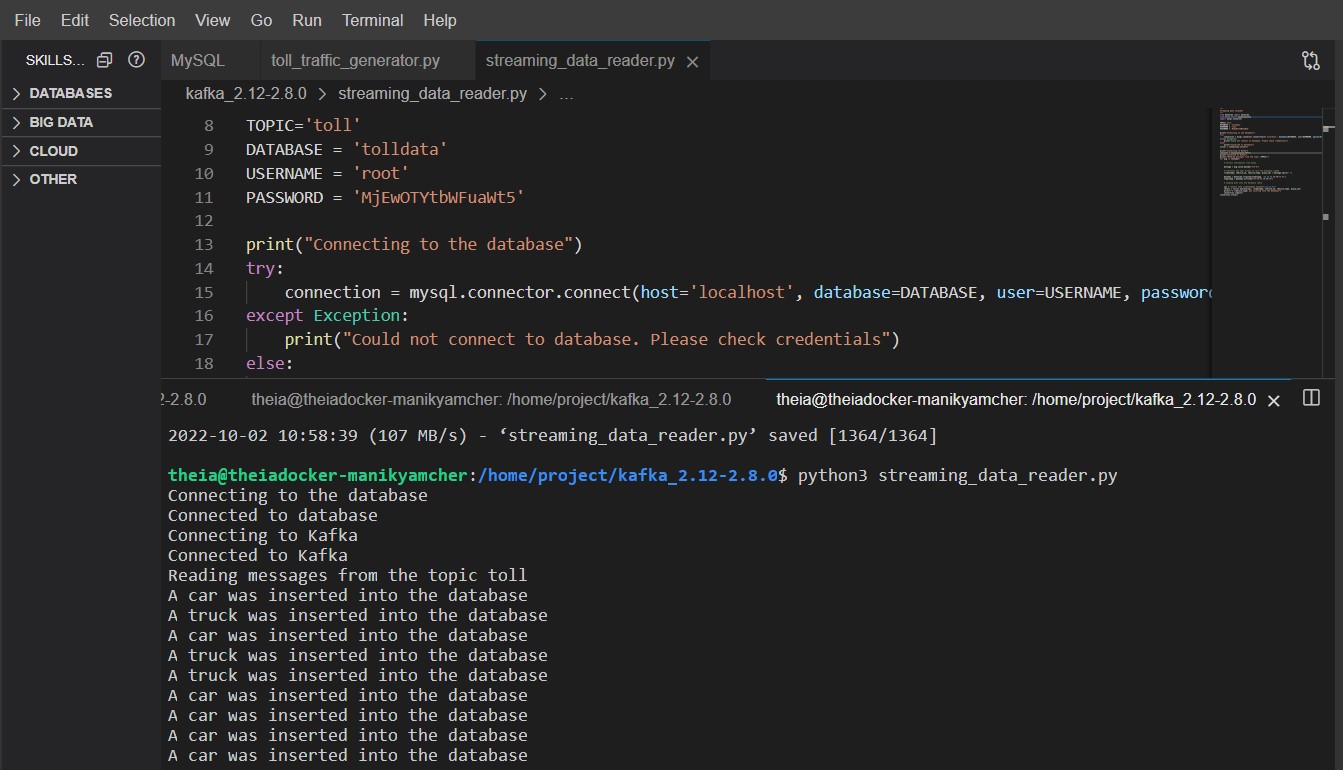 File Edit Selection View Go Run Terminal Help
SKILLS...
MySQL toll_traffic_generator.py streaming_data_reader.py
DATABASES
BIG DATA
CLOUD
OTHER
kafka_2.12-2.8.0 > streaming_data_reader.py > ...
8 TOPIC='toll'
9 DATABASE = 'tolldata'
10 USERNAME = 'root'
11 PASSWORD = 'MjEwOTYtbWFuaWt5'
12
13 print("Connecting to the database")
14 try:
15 connection = mysql.connector.connect(host='localhost', database=DATABASE, user=USERNAME, password
16 except Exception:
17 print("Could not connect to database. Please check credentials")
18 else:
2-2.8.0 theia@theiadocker-manikyamcher: /home/project/kafka_2.12-2.8.0 theia@theiadocker-manikyamcher: /home/project/kafka_2.12-2.8.0
2022-10-02 10:58:39 (107 MB/s) - ‘streaming_data_reader.py’ saved [1364/1364]
theia@theiadocker-manikyamcher:/home/project/kafka_2.12-2.8.0$ python3 streaming_data_reader.py
Connecting to the database
Connected to database
Connecting to Kafka
Connected to Kafka
Reading messages from the topic toll
A car was inserted into the database
A truck was inserted into the database
A car was inserted into the database
A truck was inserted into the database
A truck was inserted into the database
A car was inserted into the database
A car was inserted into the database
A car was inserted into the database
A car was inserted into the database